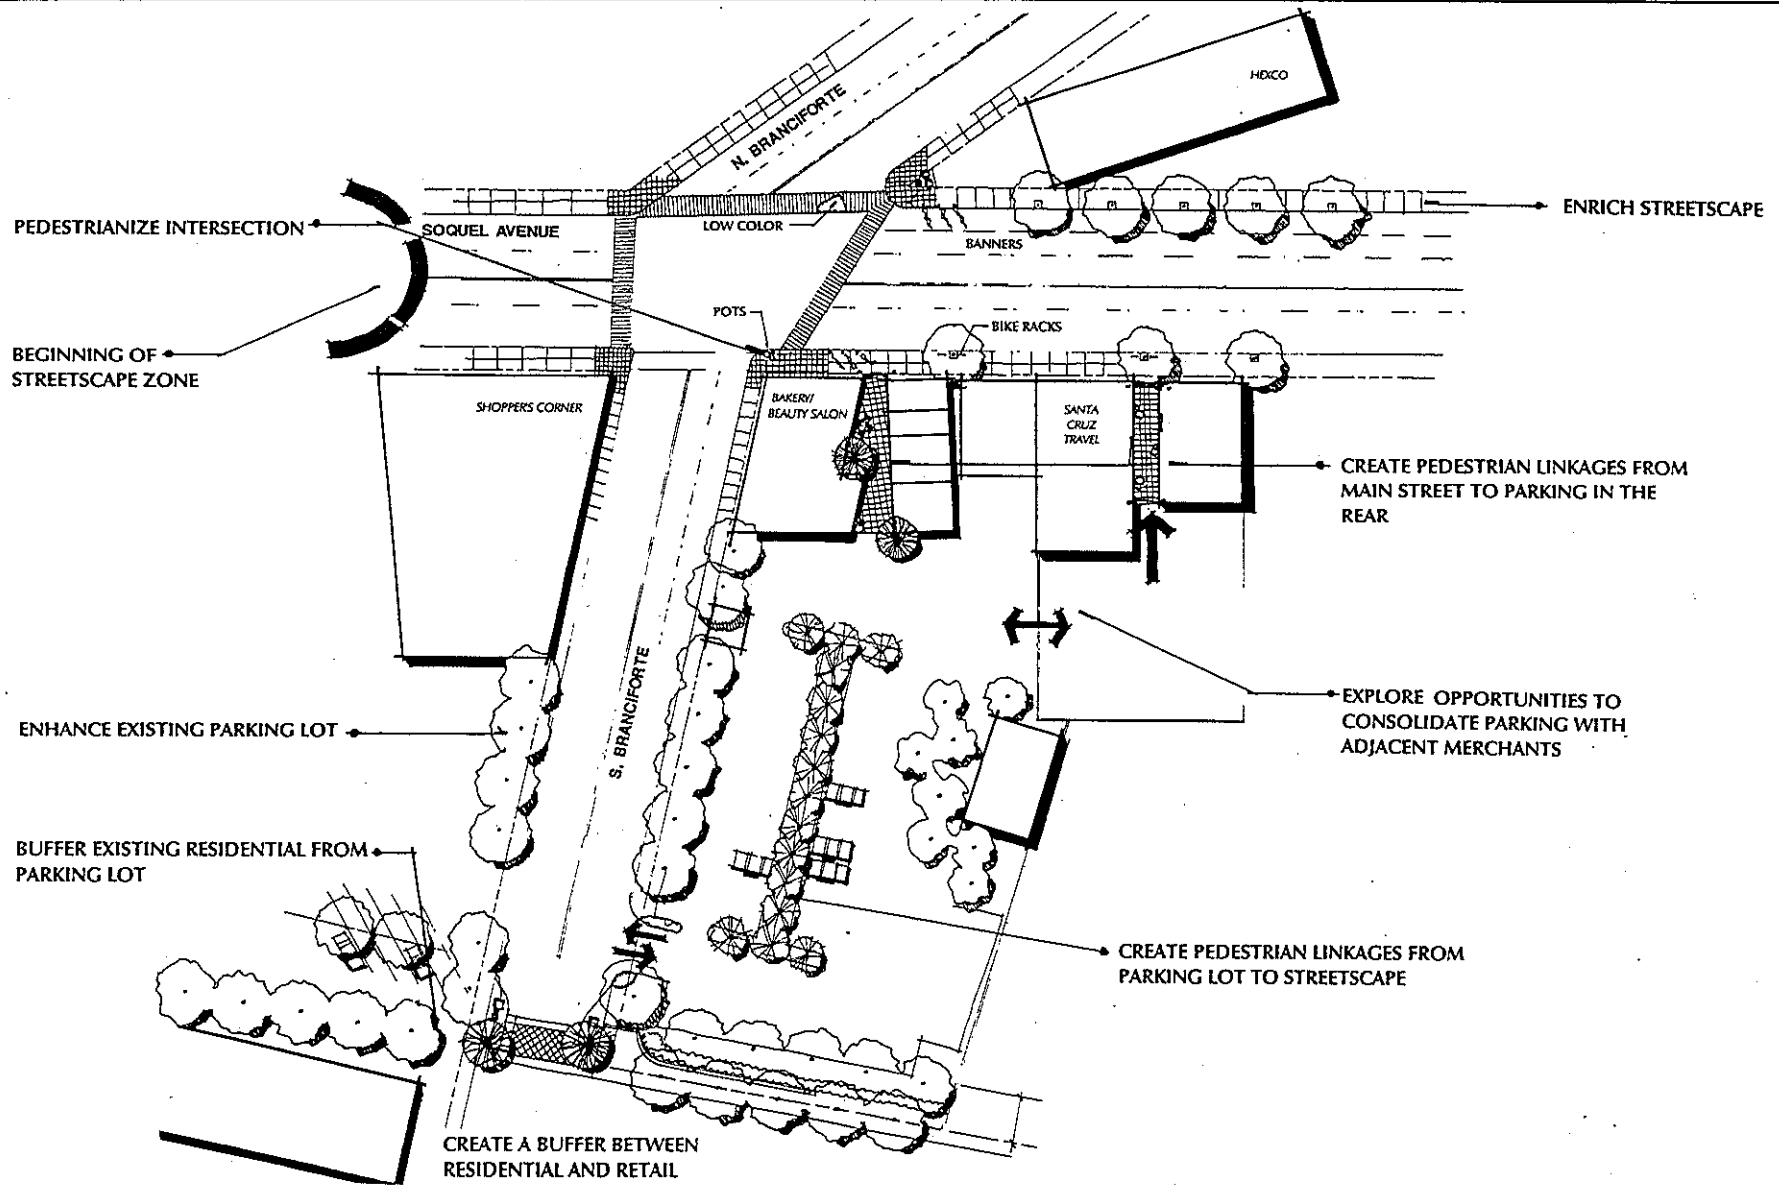 HEXCO
N. BRANCIFORTE
PEDESTRIANIZE INTERSECTION
SOQUEL AVENUE
LOW COLOR
BANNERS
ENRICH STREETSCAPE
POTS
BIKE RACKS
BEGINNING OF
STREETSCAPE ZONE
SHOPPERS CORNER
BAKERY/
BEAUTY SALON
SANTA
CRUZ
TRAVEL
CREATE PEDESTRIAN LINKAGES FROM
MAIN STREET TO PARKING IN THE
REAR
S. BRANCIFORTE
ENHANCE EXISTING PARKING LOT
EXPLORE OPPORTUNITIES TO
CONSOLIDATE PARKING WITH
ADJACENT MERCHANTS
BUFFER EXISTING RESIDENTIAL FROM
PARKING LOT
CREATE PEDESTRIAN LINKAGES FROM
PARKING LOT TO STREETSCAPE
CREATE A BUFFER BETWEEN
RESIDENTIAL AND RETAIL